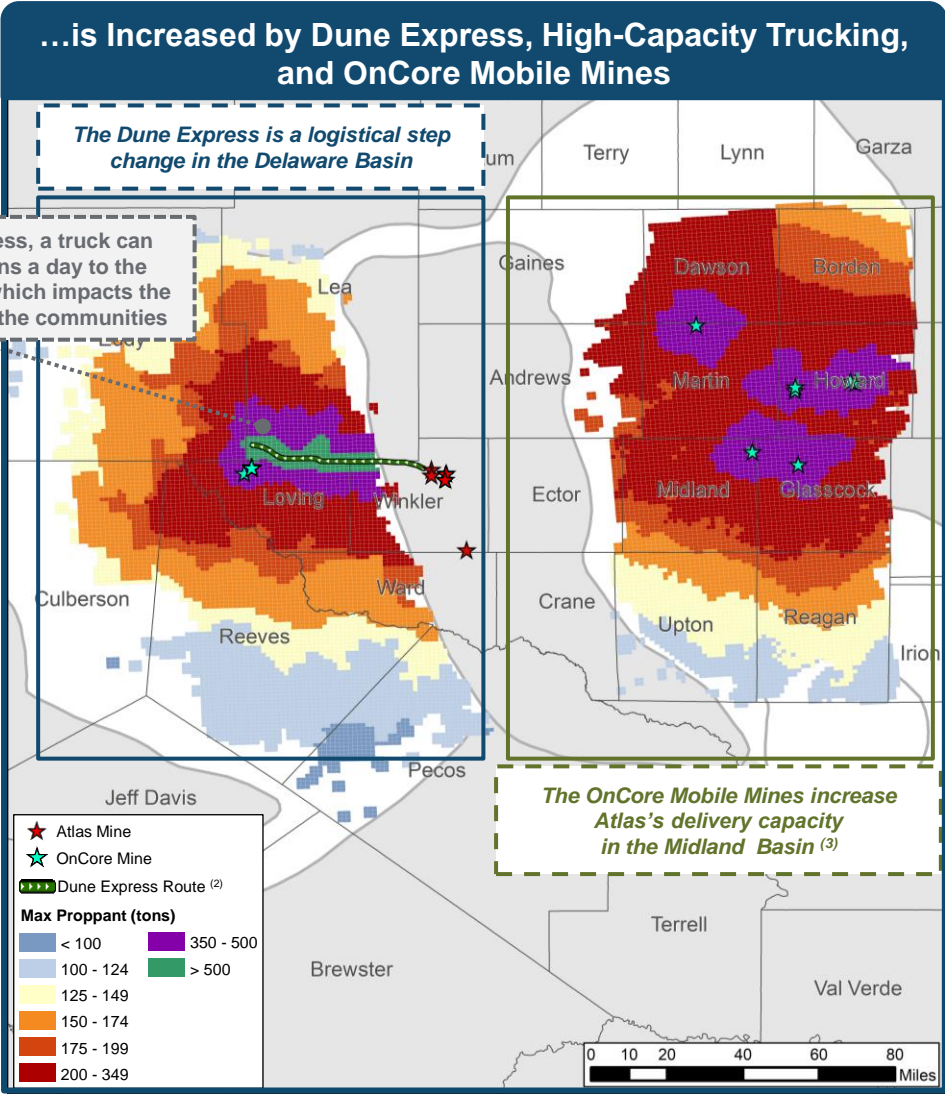 ...is Increased by Dune Express, High-Capacity Trucking,
and OnCore Mobile Mines
The Dune Express is a logistical step
change in the Delaware Basin
um
Terry
Lynn
Garza
ess, a truck can
ns a day to the
which impacts the
the communities
Lea
Eddy
Gaines
Dawson
Borden
Andrews
Martin
Howard
Loving
Winkler
Ector
Midland
Glasscock
Culberson
Ward
Crane
Reeves
Upton
Reagan
Irion
Pecos
Jeff Davis
The OnCore Mobile Mines increase
Atlas's delivery capacity
in the Midland Basin (3)
Atlas Mine
OnCore Mine
Dune Express Route (2)
Max Proppant (tons)
< 100
100 - 124
125 - 149
150 - 174
175 - 199
200 - 349
350 - 500
> 500
Brewster
Terrell
Val Verde
0 10 20 40 60 80
Miles